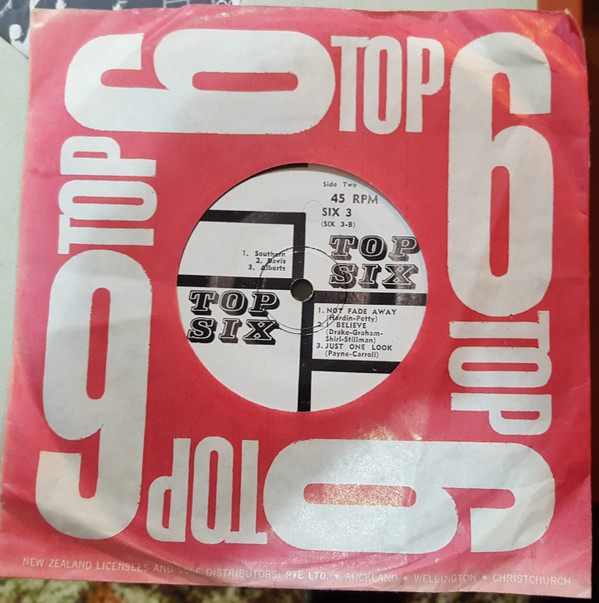 TOP
6
TOP
6
TOP
6
TOP
6
Side Two
45 RPM
SIX 3
(SIX 3-B)
1. Southern
2. Davis
3. Alberts
TOP
SIX
TOP
SIX
1. NOT FADE AWAY
(Hardin-Petty)
2. I BELIEVE
(Drake-Graham-
Shirl-Stillman)
3. JUST ONE LOOK
(Payne-Carroll)
NEW ZEALAND LICENSEES AND SOLE DISTRIBUTORS, PYE LTD. • AUCKLAND • WELLINGTON • CHRISTCHURCH